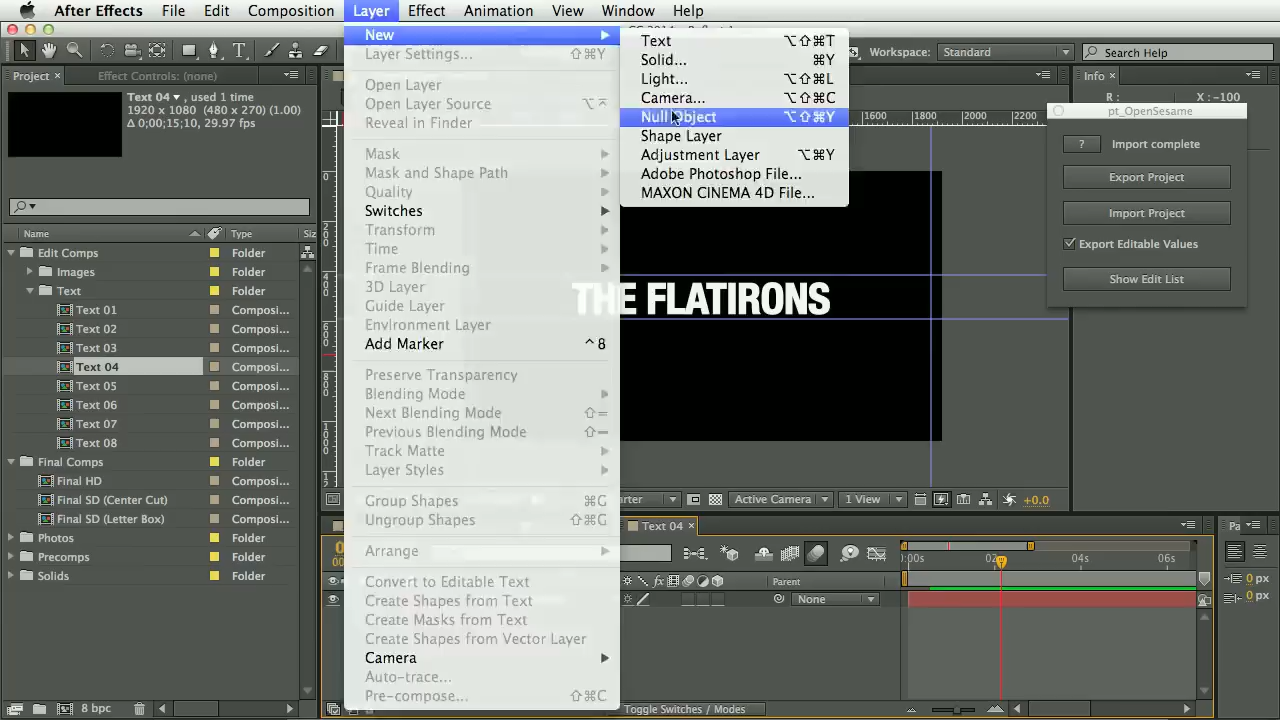 After Effects File Edit Composition Layer Effect Animation View Window Help
Workspace: Standard
Search Help
Project
Effect Controls: (none)
Info
Text 04 , used 1 time
1920 x 1080 (480 x 270) (1.00)
Δ 0;00;15;10, 29.97 fps
R :
X : -100
Name
Type
Siz
Edit Comps Folder
Images Folder
Text Folder
Text 01 Composi...
Text 02 Composi...
Text 03 Composi...
Text 04 Composi...
Text 05 Composi...
Text 06 Composi...
Text 07 Composi...
Text 08 Composi...
Final Comps Folder
Final HD Composi...
Final SD (Center Cut) Composi...
Final SD (Letter Box) Composi...
Photos Folder
Precomps Folder
Solids Folder
8 bpc
New
Layer Settings... ⇧⌘Y
Open Layer
Open Layer Source ⌥⌅
Reveal in Finder
Mask
Mask and Shape Path
Quality
Switches
Transform
Time
Frame Blending
3D Layer
Guide Layer
Environment Layer
Add Marker ⌃8
Preserve Transparency
Blending Mode
Next Blending Mode ⇧=
Previous Blending Mode ⇧—
Track Matte
Layer Styles
Group Shapes ⌘G
Ungroup Shapes ⇧⌘G
Arrange
Convert to Editable Text
Create Shapes from Text
Create Masks from Text
Create Shapes from Vector Layer
Camera
Auto-trace...
Pre-compose... ⇧⌘C
Text ⌥⇧⌘T
Solid... ⌘Y
Light... ⌥⇧⌘L
Camera... ⌥⇧⌘C
Null Object ⌥⇧⌘Y
Shape Layer
Adjustment Layer ⌥⌘Y
Adobe Photoshop File...
MAXON CINEMA 4D File...
1600 1800 2000 2200
THE FLATIRONS
pt_OpenSesame
? Import complete
Export Project
Import Project
Export Editable Values
Show Edit List
arter
Active Camera
1 View
+0.0
Text 04
Pa
:00s
04s
06s
Parent
None
0 px
0 px
Toggle Switches / Modes